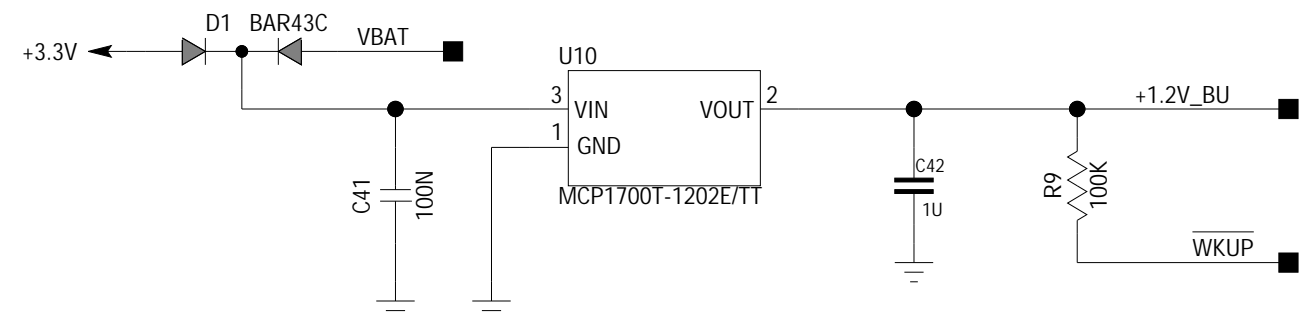 D1 BAR43C
+3.3V
VBAT
U10
3 VIN
VOUT 2
1 GND
+1.2V_BU
C41
100N
MCP1700T-1202E/TT
C42
1U
R9
100K
WKUP